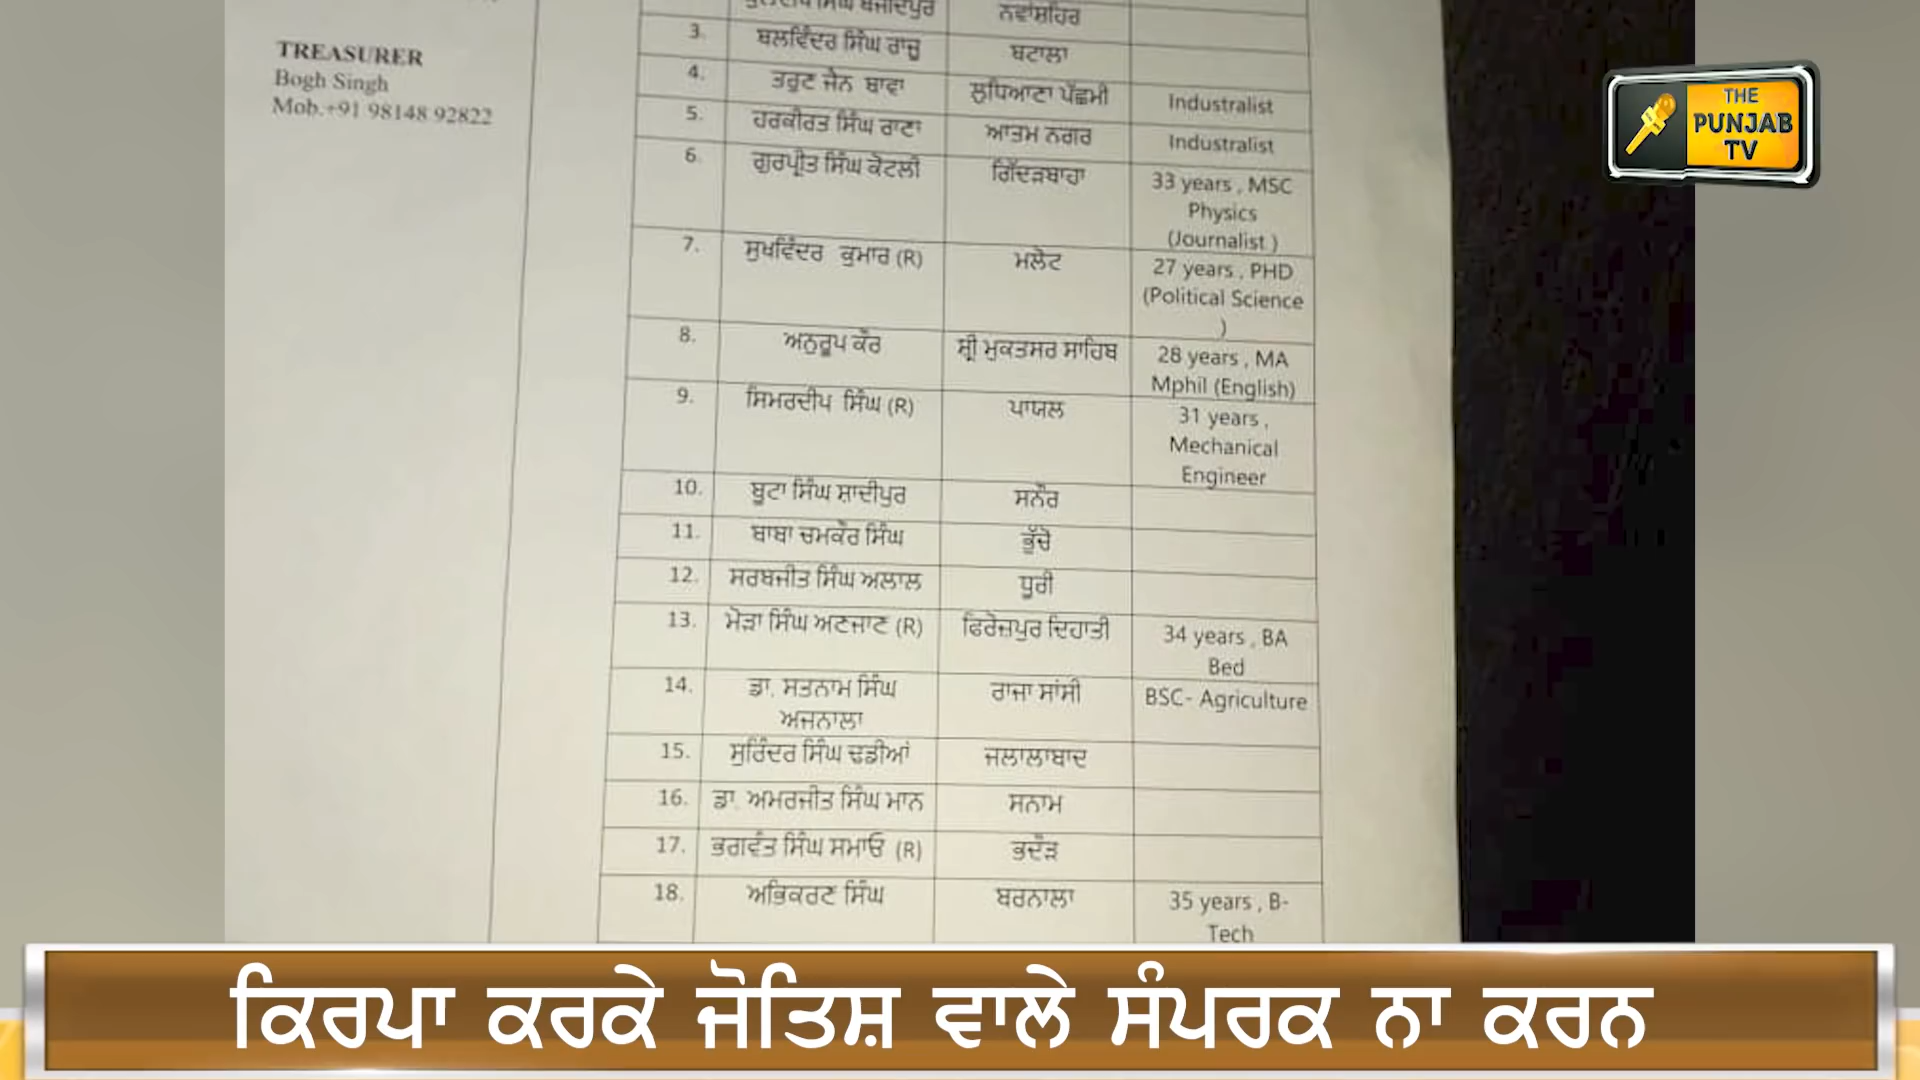 TREASURER
Bogh Singh
Mob.+91 98148 92822
ਨਵਾਂਸ਼ਹਿਰ
3. ਬਲਵਿੰਦਰ ਸਿੰਘ ਰਾਜੂ ਬਟਾਲਾ
4. ਤਰੁਣ ਜੈਨ ਬਾਵਾ ਲੁਧਿਆਣਾ ਪੱਛਮੀ Industralist
5. ਹਰਕੀਰਤ ਸਿੰਘ ਰਾਣਾ ਆਤਮ ਨਗਰ Industralist
6. ਗੁਰਪ੍ਰੀਤ ਸਿੰਘ ਕੋਟਲੀ ਗਿੱਦੜਬਾਹਾ 33 years , MSC
Physics
(Journalist )
7. ਸੁਖਵਿੰਦਰ ਕੁਮਾਰ (R) ਮਲੋਟ 27 years , PHD
(Political Science
)
8. ਅਨੁਰੂਪ ਕੌਰ ਸ਼੍ਰੀ ਮੁਕਤਸਰ ਸਾਹਿਬ 28 years , MA
Mphil (English)
9. ਸਿਮਰਦੀਪ ਸਿੰਘ (R) ਪਾਯਲ 31 years ,
Mechanical
Engineer
10. ਬੂਟਾ ਸਿੰਘ ਸ਼ਾਦੀਪੁਰ ਸਨੌਰ
11. ਬਾਬਾ ਚਮਕੌਰ ਸਿੰਘ ਭੁੱਚੋ
12. ਸਰਬਜੀਤ ਸਿੰਘ ਅਲਾਲ ਧੂਰੀ
13. ਮੋੜਾ ਸਿੰਘ ਅਣਜਾਣ (R) ਫਿਰੋਜ਼ਪੁਰ ਦਿਹਾਤੀ 34 years , BA
Bed
14. ਡਾ. ਸਤਨਾਮ ਸਿੰਘ ਰਾਜਾ ਸਾਂਸੀ BSC- Agriculture
ਅਜਨਾਲਾ
15. ਸੁਰਿੰਦਰ ਸਿੰਘ ਢਡੀਆਂ ਜਲਾਲਾਬਾਦ
16. ਡਾ. ਅਮਰਜੀਤ ਸਿੰਘ ਮਾਨ ਸਨਾਮ
17. ਭਗਵੰਤ ਸਿੰਘ ਸਮਾਓ (R) ਭਦੌੜ
18. ਅਭਿਕਰਣ ਸਿੰਘ ਬਰਨਾਲਾ 35 years , B-
Tech
THE
PUNJAB
TV
ਕਿਰਪਾ ਕਰਕੇ ਜੋਤਿਸ਼ ਵਾਲੇ ਸੰਪਰਕ ਨਾ ਕਰਨ